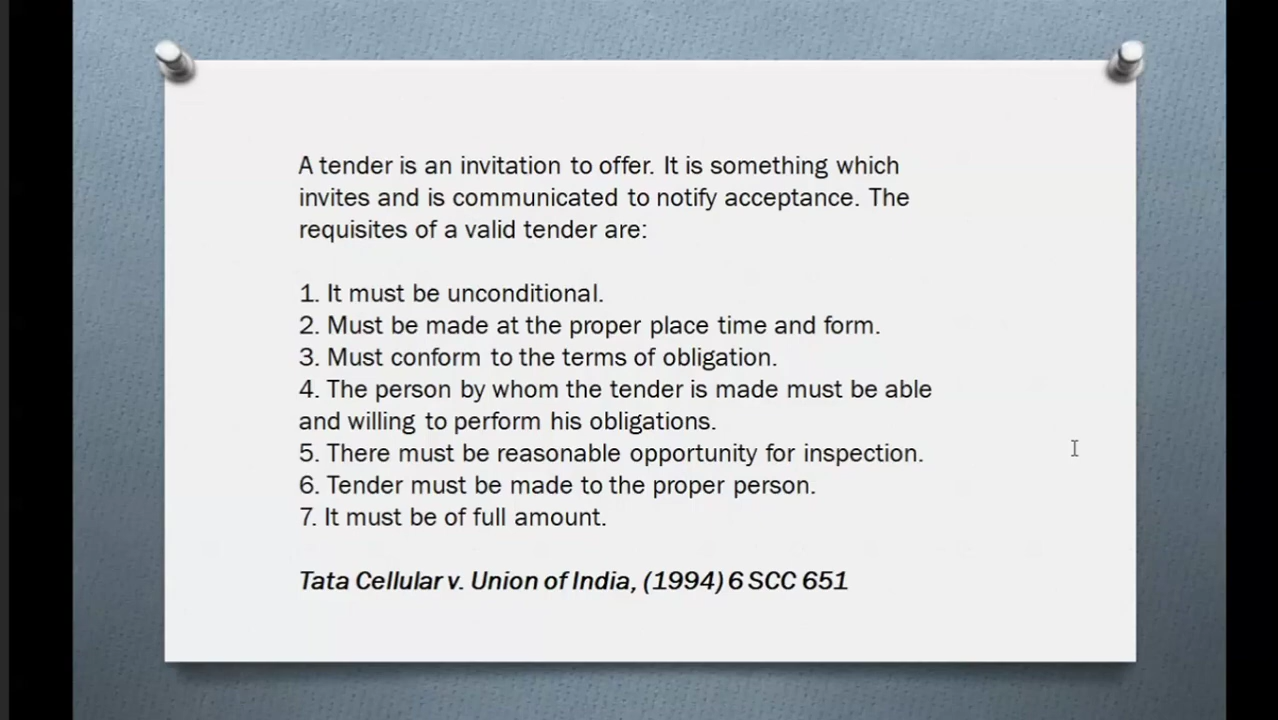 A tender is an invitation to offer. It is something which
invites and is communicated to notify acceptance. The
requisites of a valid tender are:
1. It must be unconditional.
2. Must be made at the proper place time and form.
3. Must conform to the terms of obligation.
4. The person by whom the tender is made must be able
and willing to perform his obligations.
5. There must be reasonable opportunity for inspection.
6. Tender must be made to the proper person.
7. It must be of full amount.
Tata Cellular v. Union of India, (1994) 6 SCC 651